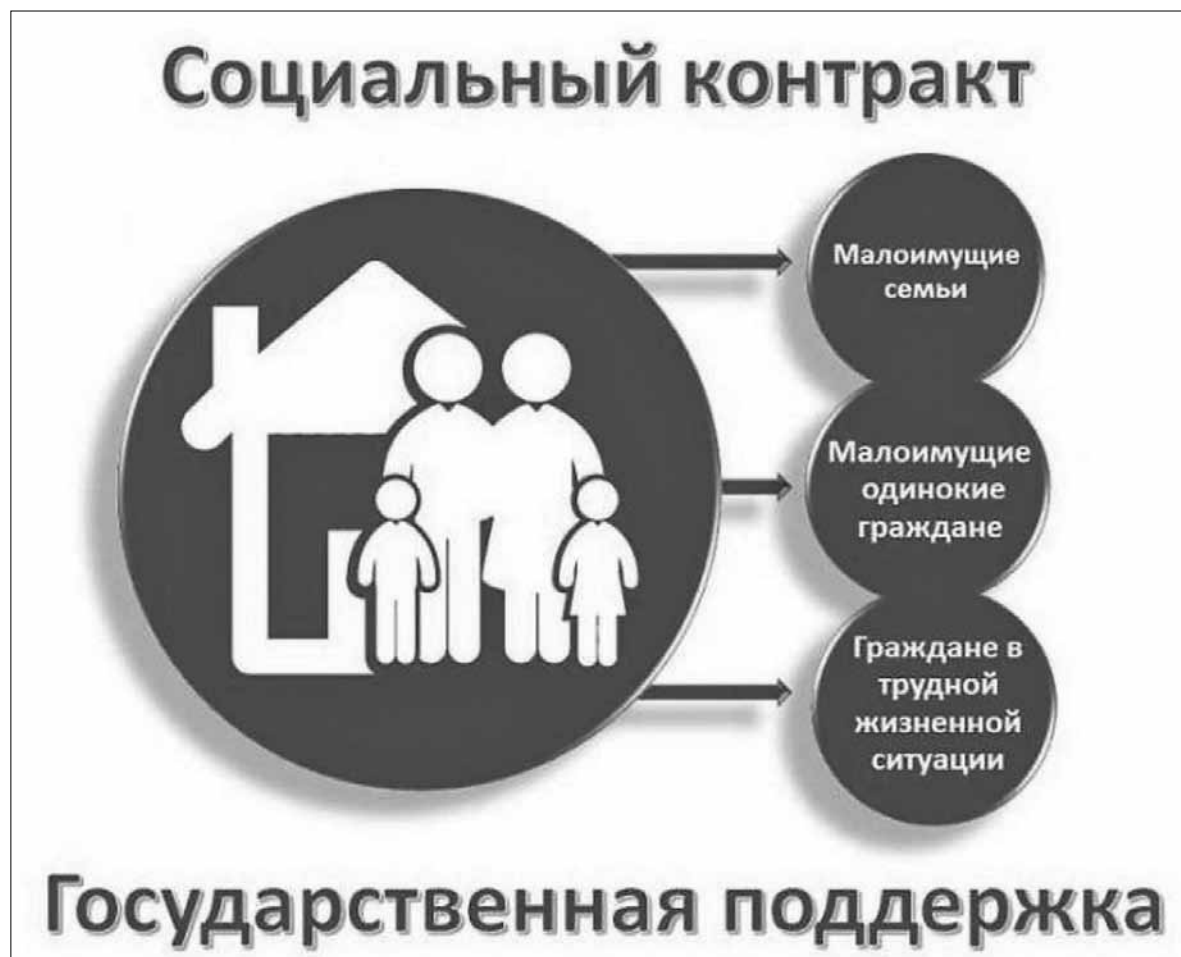 Социальный контракт
Малоимущие
семьи
Малоимущие
одинокие
граждане
Граждане в
трудной
жизненной
ситуации
Государственная поддержка